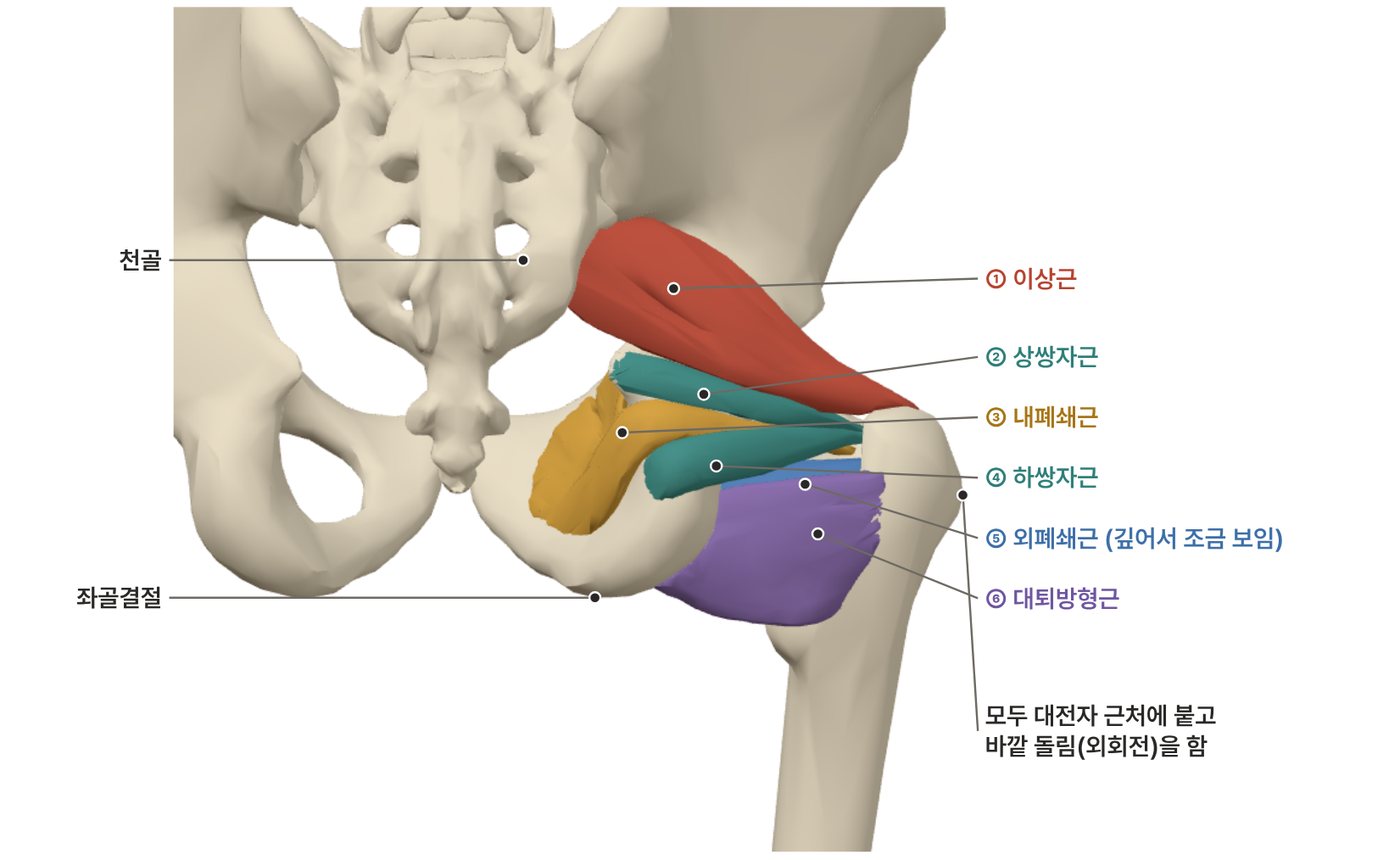 천골
① 이상근
② 상쌍자근
③ 내폐쇄근
④ 하쌍자근
⑤ 외폐쇄근 (깊어서 조금 보임)
좌골결절
⑥ 대퇴방형근
모두 대전자 근처에 붙고
바깥 돌림(외회전)을 함